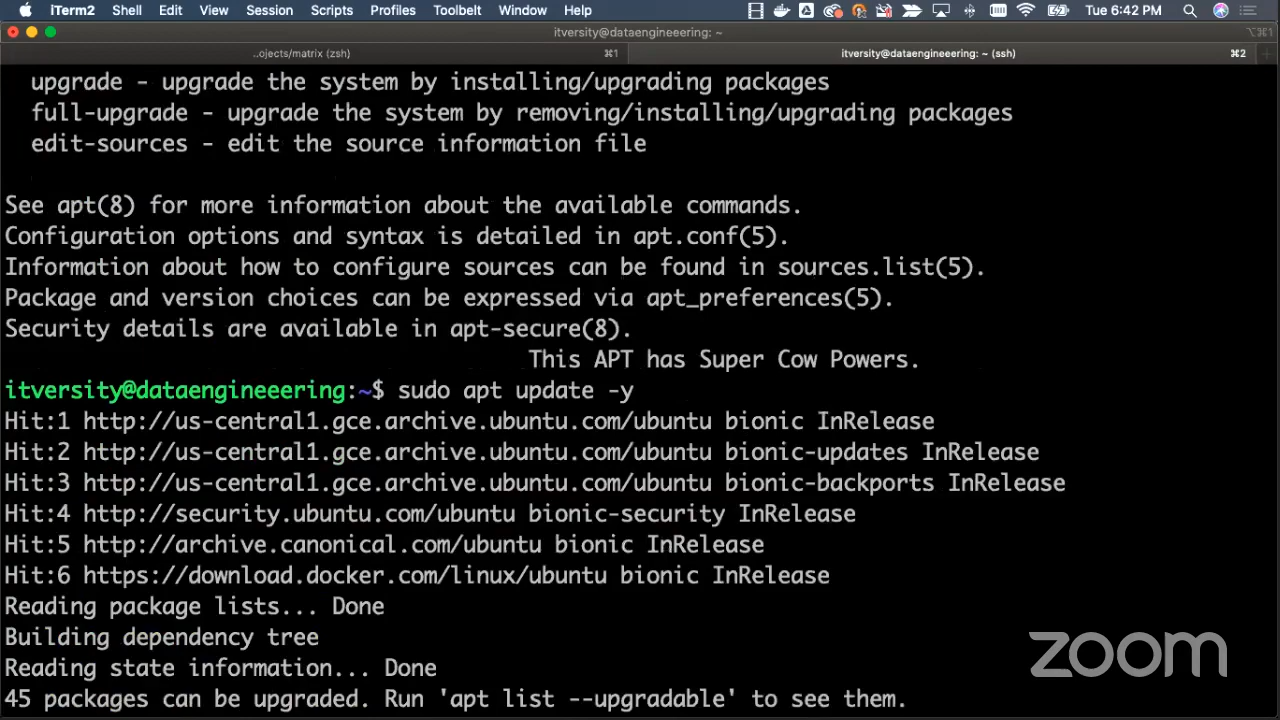 iTerm2 Shell Edit View Session Scripts Profiles Toolbelt Window Help Tue 6:42 PM
itversity@dataengineeering: ~ ⌥⌘1
..ojects/matrix (zsh) ⌘1 itversity@dataengineeering: ~ (ssh) ⌘2
upgrade - upgrade the system by installing/upgrading packages
full-upgrade - upgrade the system by removing/installing/upgrading packages
edit-sources - edit the source information file
See apt(8) for more information about the available commands.
Configuration options and syntax is detailed in apt.conf(5).
Information about how to configure sources can be found in sources.list(5).
Package and version choices can be expressed via apt_preferences(5).
Security details are available in apt-secure(8).
This APT has Super Cow Powers.
itversity@dataengineeering:~$ sudo apt update -y
Hit:1 http://us-central1.gce.archive.ubuntu.com/ubuntu bionic InRelease
Hit:2 http://us-central1.gce.archive.ubuntu.com/ubuntu bionic-updates InRelease
Hit:3 http://us-central1.gce.archive.ubuntu.com/ubuntu bionic-backports InRelease
Hit:4 http://security.ubuntu.com/ubuntu bionic-security InRelease
Hit:5 http://archive.canonical.com/ubuntu bionic InRelease
Hit:6 https://download.docker.com/linux/ubuntu bionic InRelease
Reading package lists... Done
Building dependency tree
Reading state information... Done
45 packages can be upgraded. Run 'apt list --upgradable' to see them.
zoom